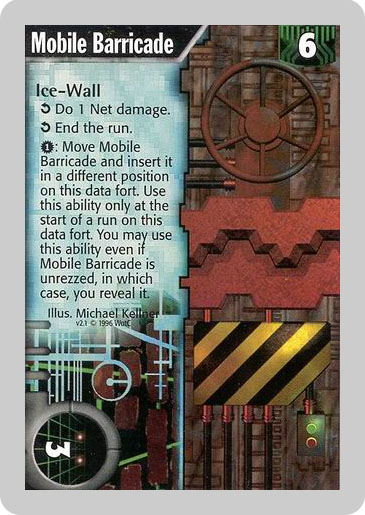 Mobile Barricade
6
Ice-Wall
Do 1 Net damage.
End the run.
1: Move Mobile
Barricade and insert it
in a different position
on this data fort. Use
this ability only at the
start of a run on this
data fort. You may use
this ability even if
Mobile Barricade is
unrezzed, in which
case, you reveal it.
Illus. Michael Kellner
v2.1 © 1996 WotC
3